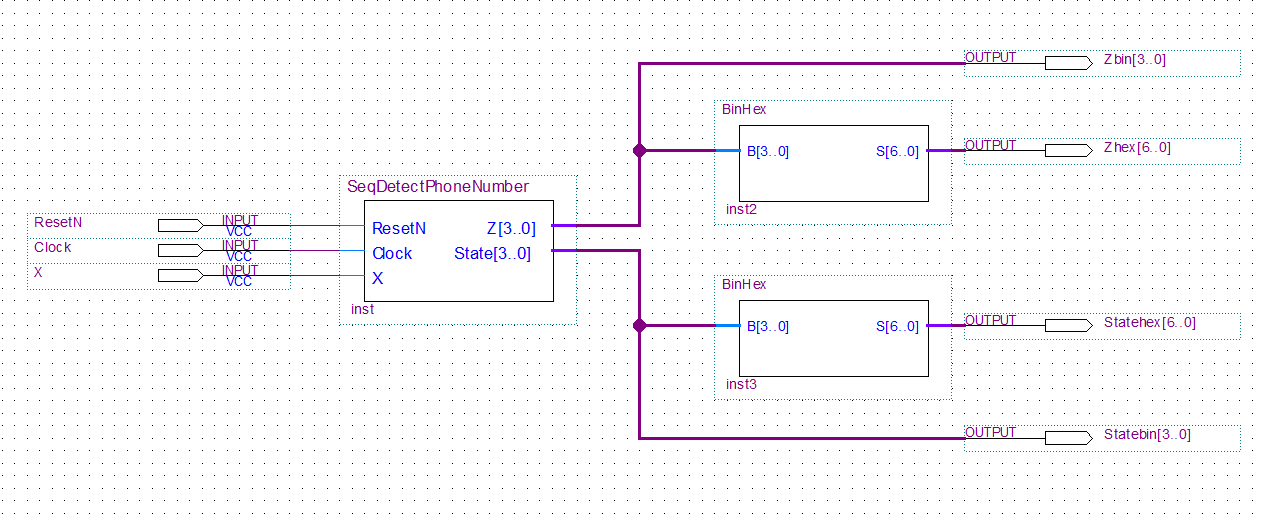 OUTPUT
Zbin[3..0]
BinHex
B[3..0]
S[6..0]
inst2
OUTPUT
Zhex[6..0]
SeqDetectPhoneNumber
ResetN
Z[3..0]
Clock
State[3..0]
X
inst
ResetN
INPUT
VCC
Clock
INPUT
VCC
X
INPUT
VCC
BinHex
B[3..0]
S[6..0]
inst3
OUTPUT
Statehex[6..0]
OUTPUT
Statebin[3..0]